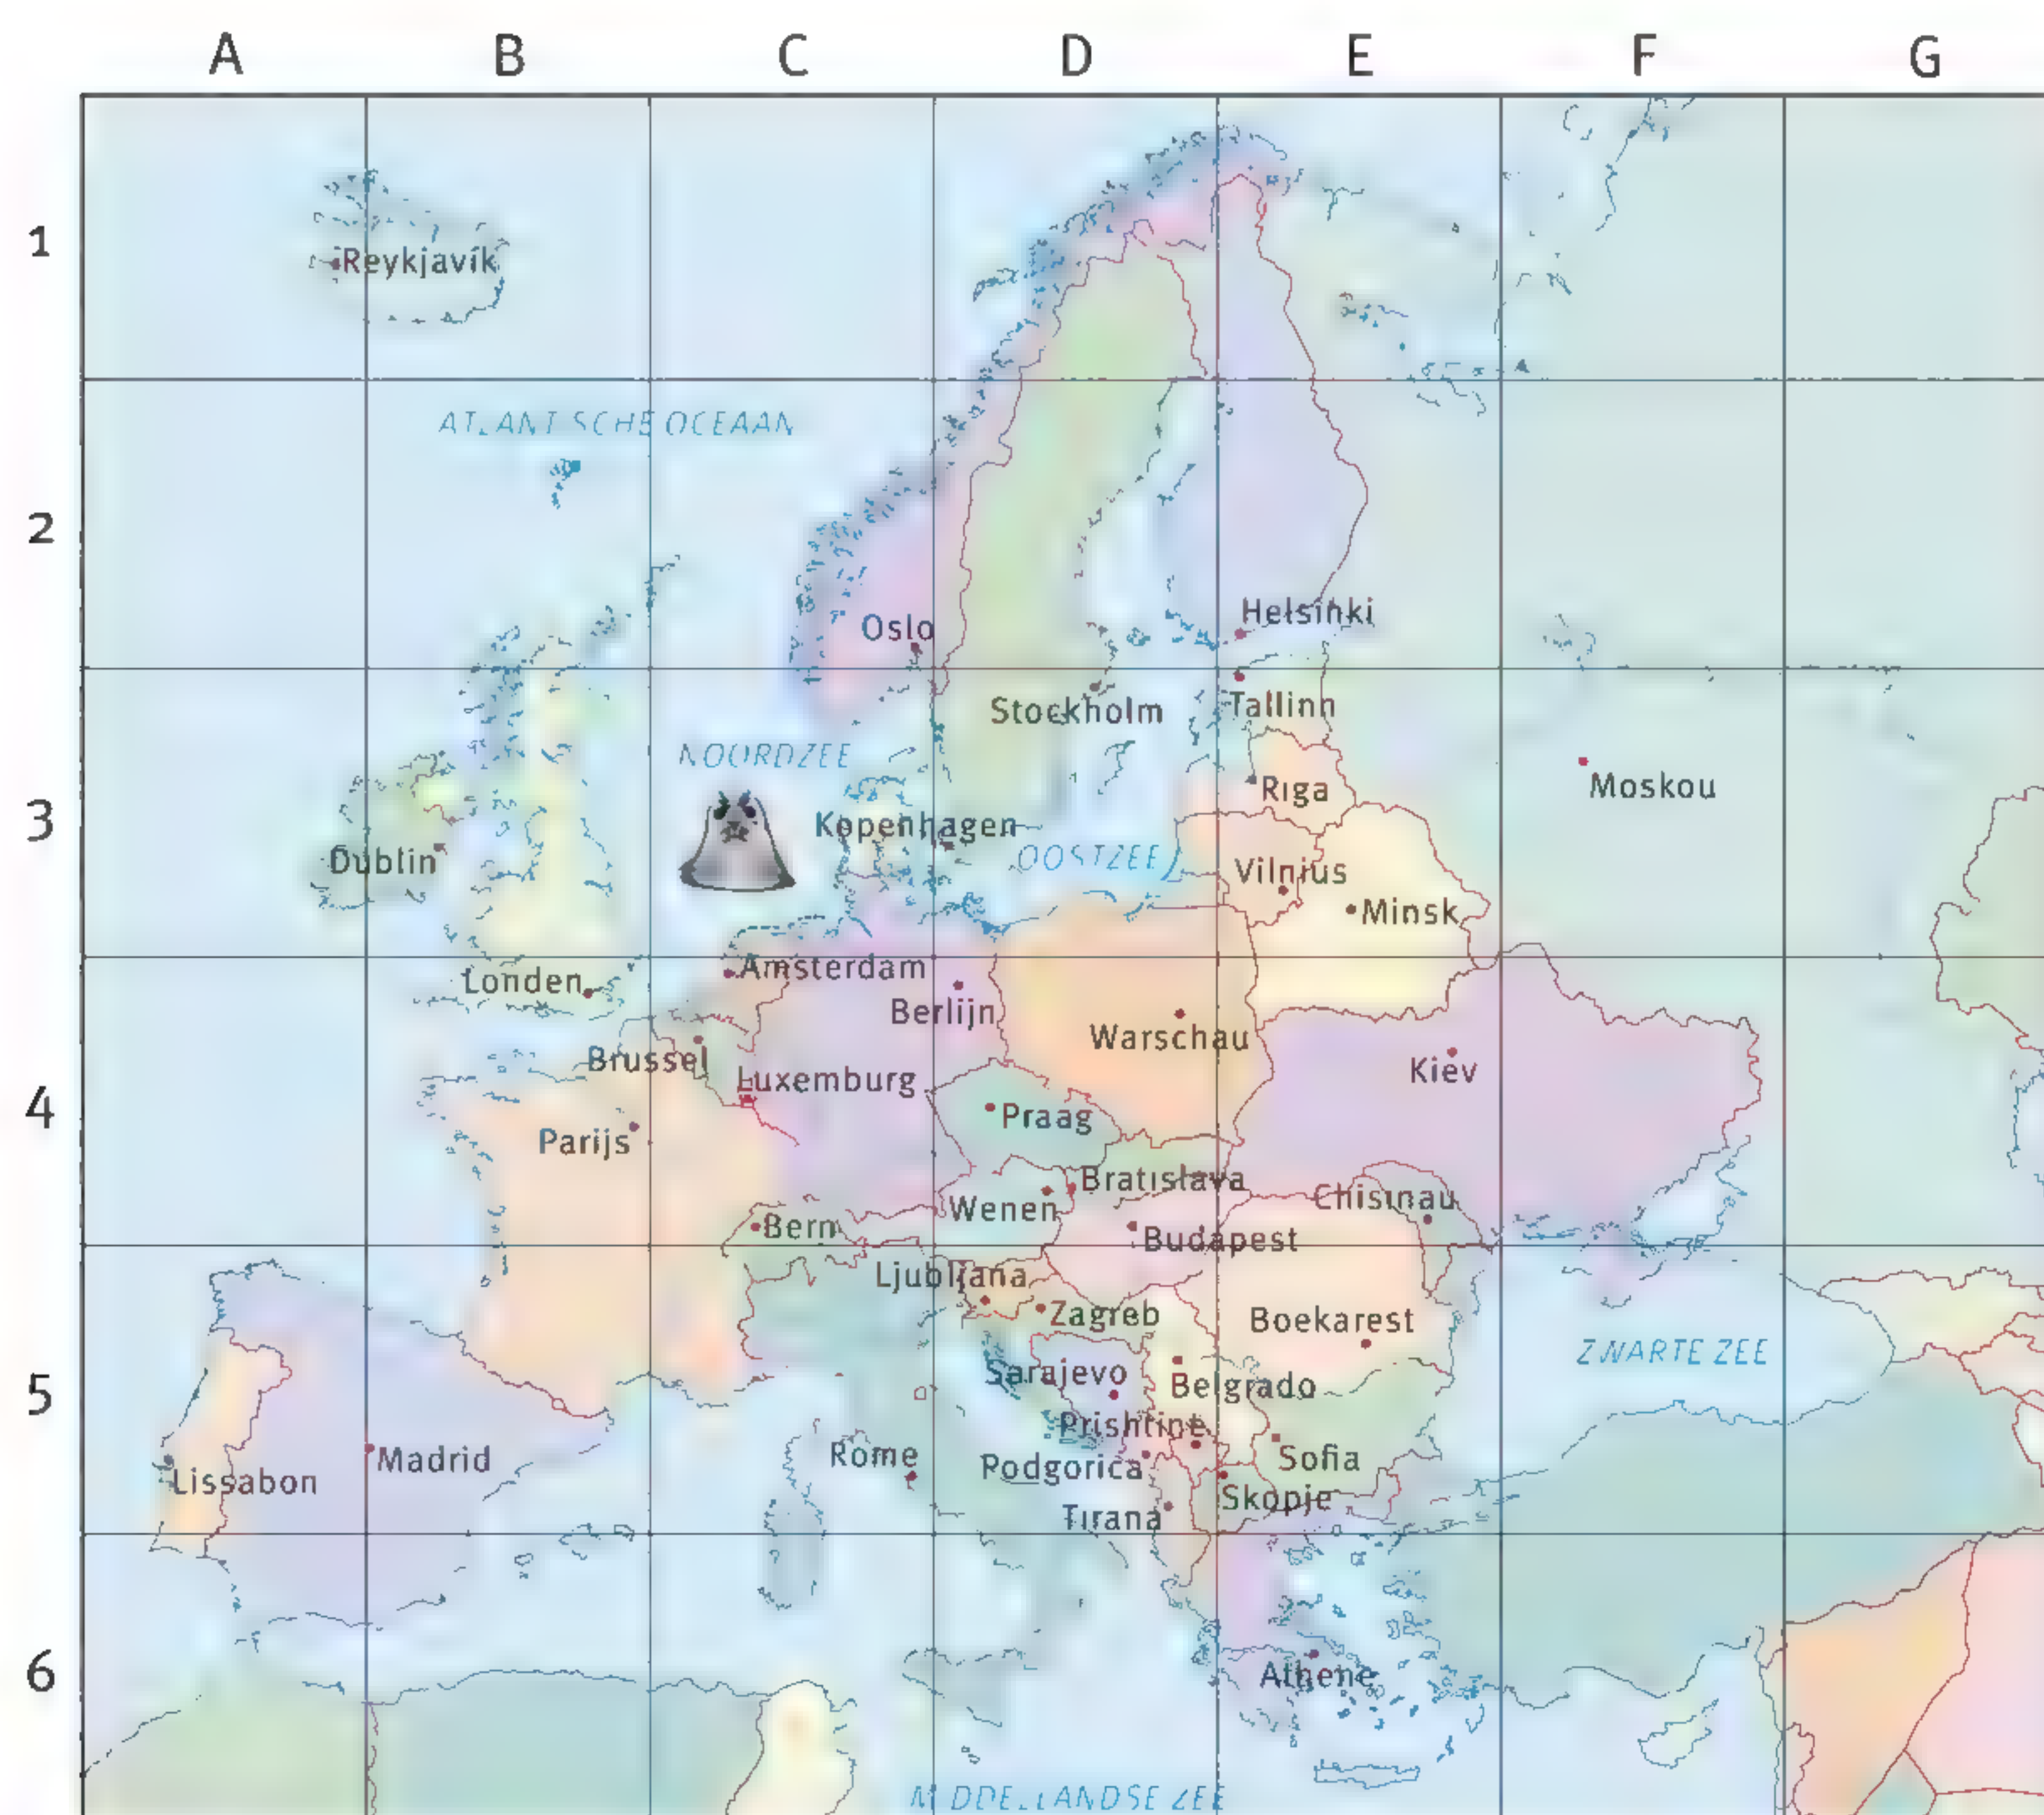 A B C D E F G
1
Reykjavík
ATLANTISCHE OCEAAN
2
Oslo
Helsinki
Stockholm
Tallinn
NOORDZEE
Riga
Moskou
3
Kopenhagen
Dublin
OOSTZEE
Vilnius
Minsk
Amsterdam
Londen
Berlijn
Warschau
Brussel
Kiev
Luxemburg
4
Praag
Parijs
Bratislava
Chisinau
Wenen
Bern
Budapest
Ljubljana
Zagreb
Boekarest
ZWARTE ZEE
Sarajevo
5
Belgrado
Prishtine
Madrid
Rome
Sofia
Podgorica
Lissabon
Skopje
Tirana
6
Athene
MIDDELLANDSE ZEE